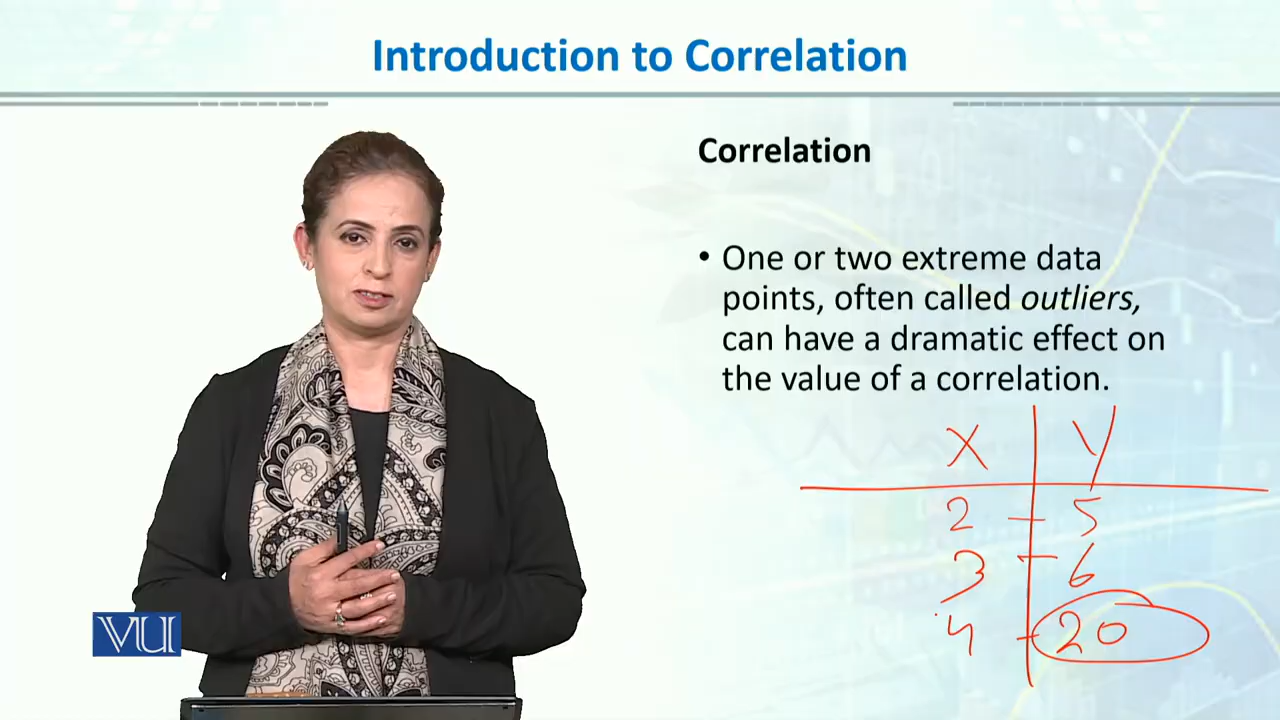 Introduction to Correlation
Correlation
• One or two extreme data
points, often called outliers,
can have a dramatic effect on
the value of a correlation.
X Y
2 5
3 6
4 20
VU